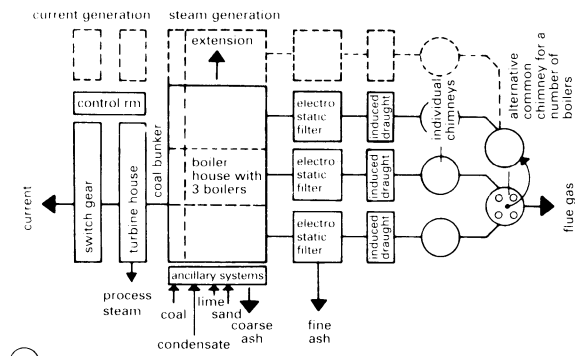 current generation
steam generation
extension
control rm
switch gear
turbine house
coal bunker
boiler
house with
3 boilers
electro
static
filter
induced
draught
electro
static
filter
induced
draught
electro
static
filter
induced
draught
individual
chimneys
alternative
common
chimney for a
number of
boilers
current
flue gas
ancillary systems
process
steam
coal
condensate
lime
sand
coarse
ash
fine
ash